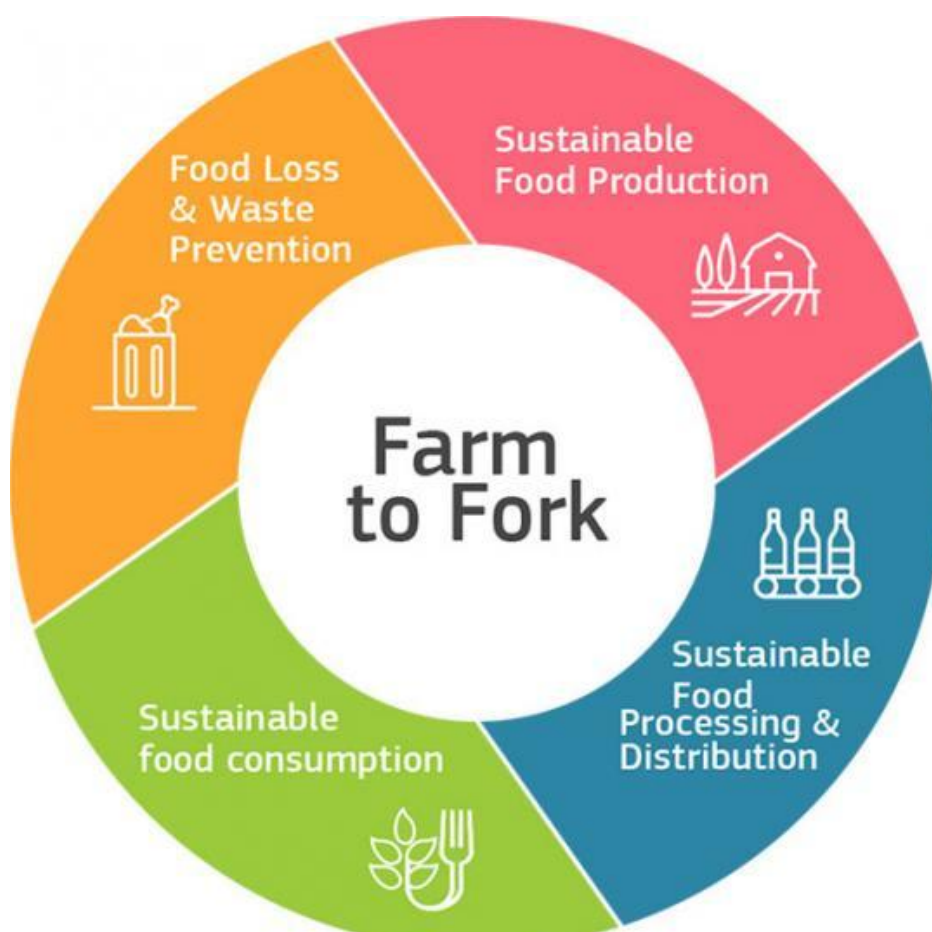 Sustainable
Food Production
Food Loss
& Waste
Prevention
Farm
to Fork
Sustainable
Food
Processing &
Distribution
Sustainable
food consumption